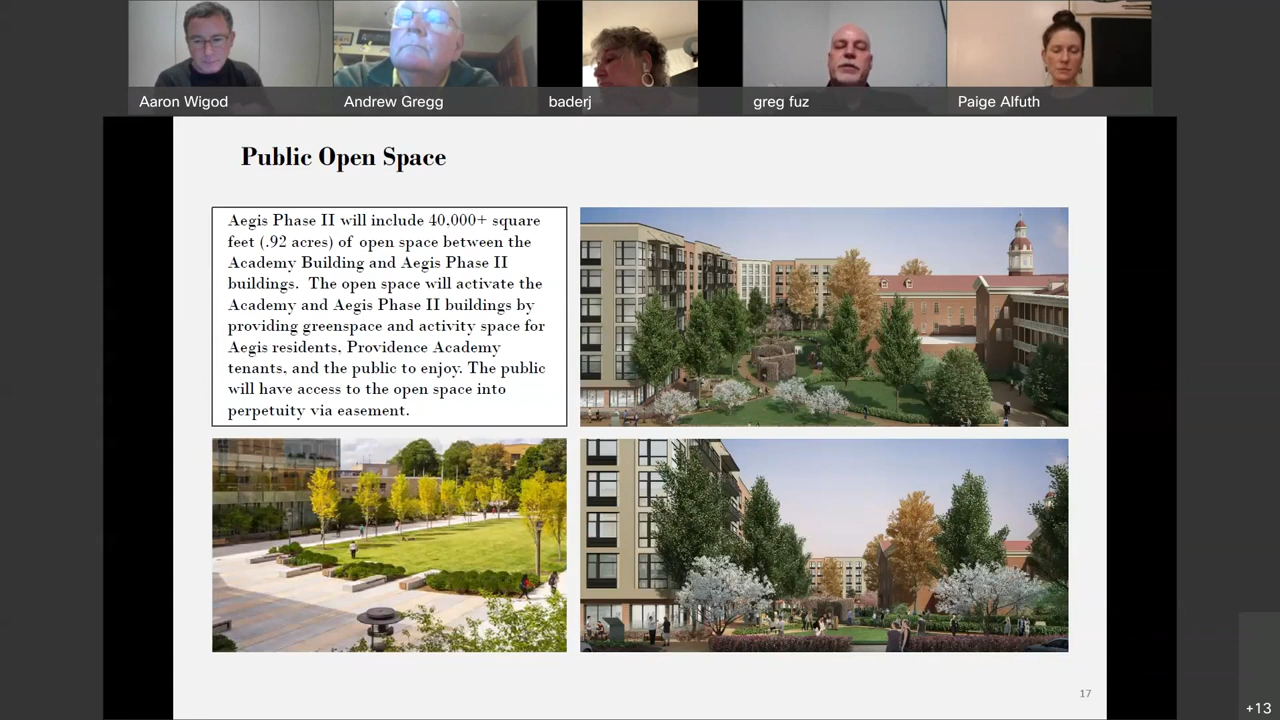 Aaron Wigod
Andrew Gregg
baderj
greg fuz
Paige Alfuth
Public Open Space
Aegis Phase II will include 40,000+ square
feet (.92 acres) of open space between the
Academy Building and Aegis Phase II
buildings. The open space will activate the
Academy and Aegis Phase II buildings by
providing greenspace and activity space for
Aegis residents, Providence Academy
tenants, and the public to enjoy. The public
will have access to the open space into
perpetuity via easement.
17
+13